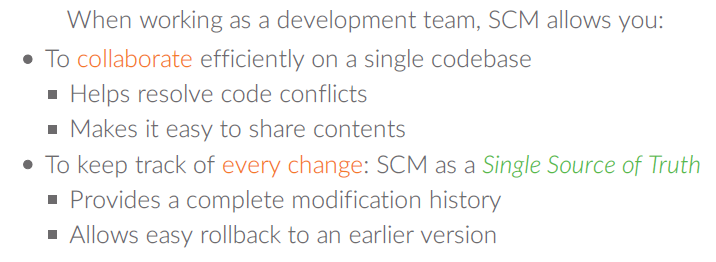 When working as a development team, SCM allows you:
To collaborate efficiently on a single codebase
Helps resolve code conflicts
Makes it easy to share contents
To keep track of every change: SCM as a Single Source of Truth
Provides a complete modification history
Allows easy rollback to an earlier version